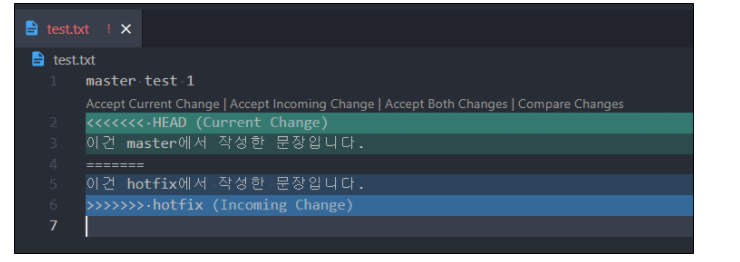 test.txt ! ×
test.txt
1 master test 1
Accept Current Change | Accept Incoming Change | Accept Both Changes | Compare Changes
2 <<<<<<< HEAD (Current Change)
3 이건 master에서 작성한 문장입니다.
4 =======
5 이건 hotfix에서 작성한 문장입니다.
6 >>>>>>> hotfix (Incoming Change)
7